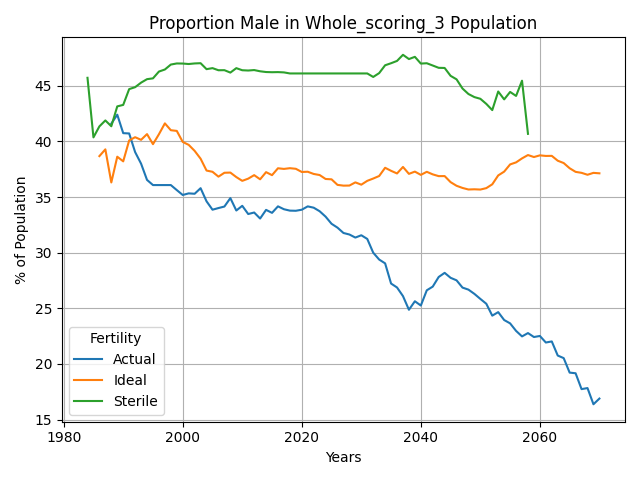 Proportion Male in Whole_scoring_3 Population
% of Population
45
40
35
30
25
20
15
Fertility
Actual
Ideal
Sterile
1980 2000 2020 2040 2060
Years